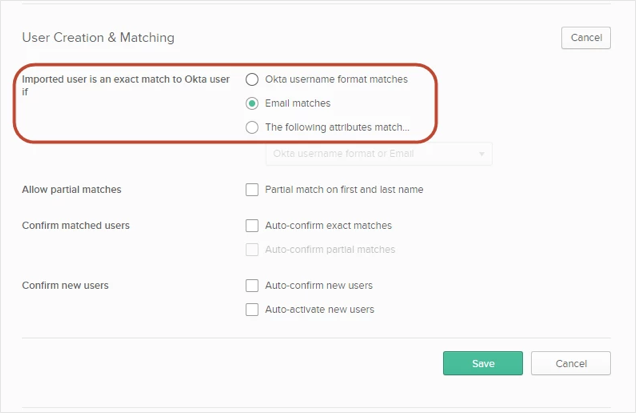 User Creation & Matching
Cancel
Imported user is an exact match to Okta user
if
Okta username format matches
Email matches
The following attributes match...
Okta username format or Email
Allow partial matches
Partial match on first and last name
Confirm matched users
Auto-confirm exact matches
Auto-confirm partial matches
Confirm new users
Auto-confirm new users
Auto-activate new users
Save
Cancel